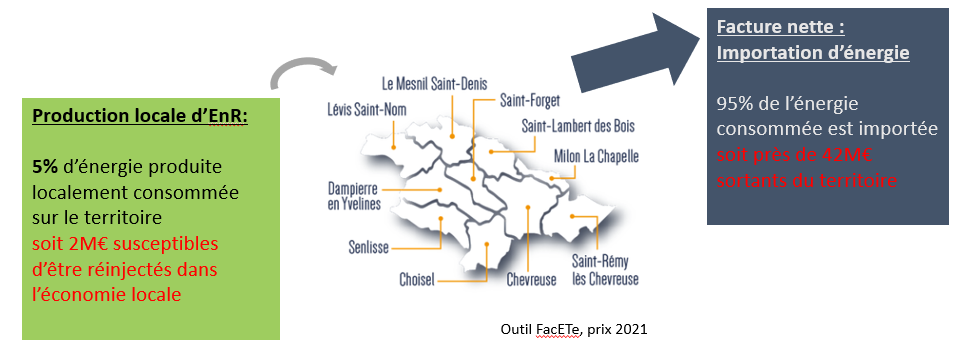 Production locale d'EnR:
5% d'énergie produite
localement consommée
sur le territoire
soit 2M€ susceptibles
d'être réinjectés dans
l'économie locale
Le Mesnil Saint-Denis
Lévis Saint-Nom
Saint-Forget
Saint-Lambert des Bois
Milon La Chapelle
Dampierre
en Yvelines
Senlisse
Choisel
Chevreuse
Saint-Rémy
lès Chevreuse
Outil FacETe, prix 2021
Facture nette :
Importation d'énergie
95% de l'énergie
consommée est importée
soit près de 42M€
sortants du territoire